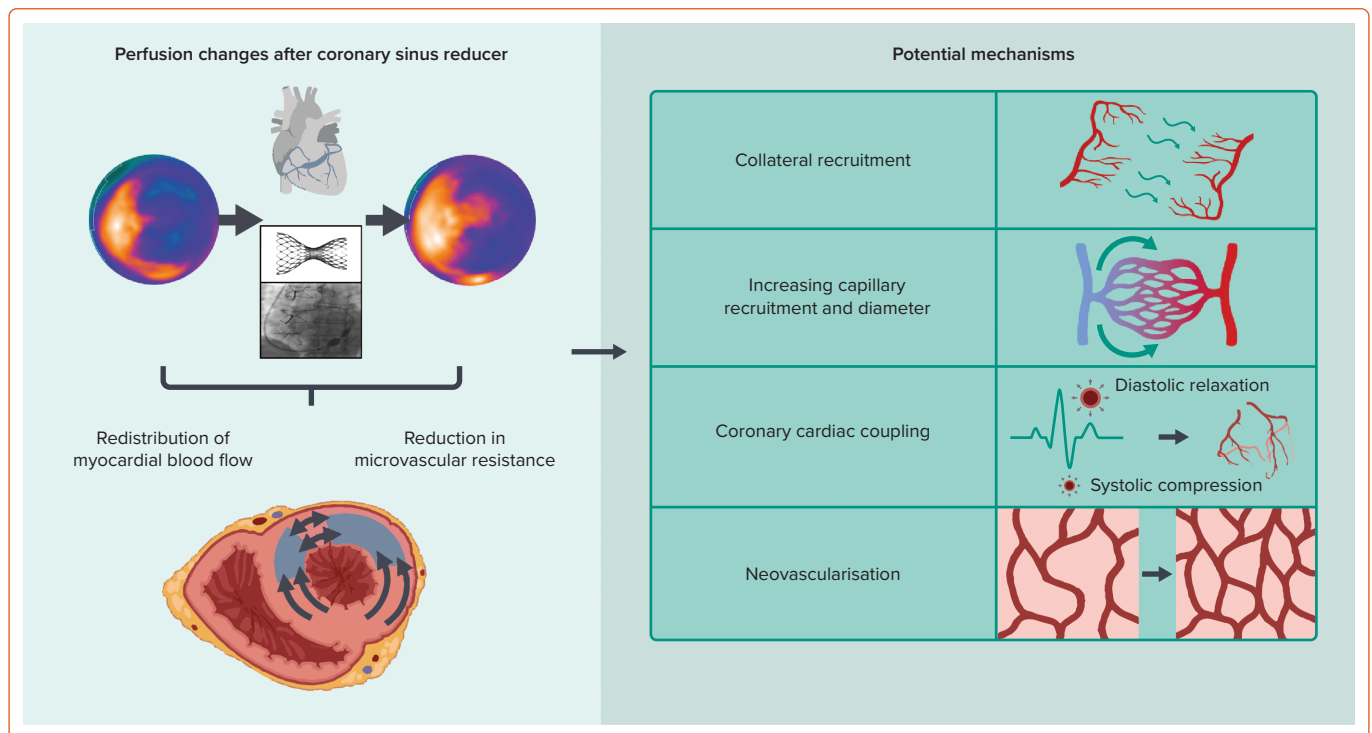 Perfusion changes after coronary sinus reducer
Redistribution of
myocardial blood flow
Reduction in
microvascular resistance
Potential mechanisms
Collateral recruitment
Increasing capillary
recruitment and diameter
Coronary cardiac coupling
Diastolic relaxation
Systolic compression
Neovascularisation